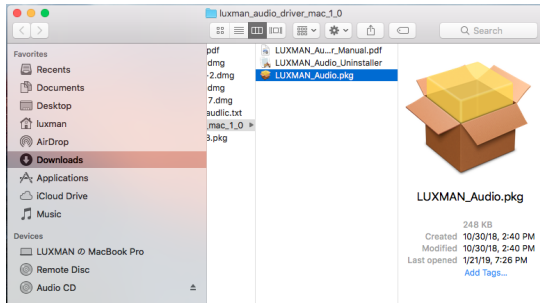 luxman_audio_driver_mac_1_0
Search
Favorites
Recents
Documents
Desktop
luxman
AirDrop
Downloads
Applications
iCloud Drive
Music
Devices
LUXMAN の MacBook Pro
Remote Disc
Audio CD
pdf
dmg
-2.dmg
dmg
7.dmg
audlic.txt
_mac_1_0
3.pkg
LUXMAN_Au...r_Manual.pdf
LUXMAN_Audio_Uninstaller
LUXMAN_Audio.pkg
LUXMAN_Audio.pkg
248 KB
Created 10/30/18, 2:40 PM
Modified 10/30/18, 2:40 PM
Last opened 1/21/19, 7:26 PM
Add Tags...